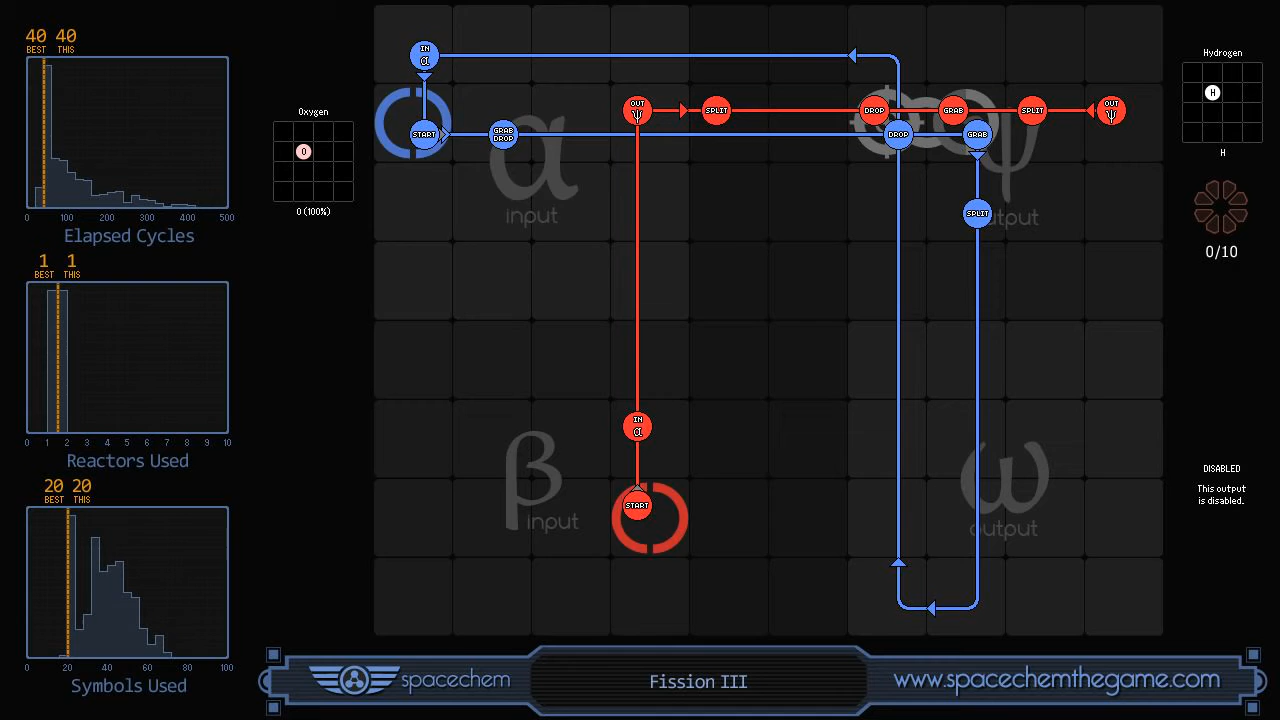 40 40
BEST THIS
0 100 200 300 400 500
Elapsed Cycles
1 1
BEST THIS
0 1 2 3 4 5 6 7 8 9 10
Reactors Used
20 20
BEST THIS
0 20 40 60 80 100
Symbols Used
Oxygen
O
O (100%)
IN
α
START
GRAB
DROP
α
input
OUT
Ψ
SPLIT
DROP
GRAB
SPLIT
OUT
Ψ
DROP
GRAB
SPLIT
ψ
output
IN
α
START
β
input
ω
output
Hydrogen
H
H
0/10
DISABLED
This output
is disabled.
spacechem
Fission III
www.spacechemthegame.com